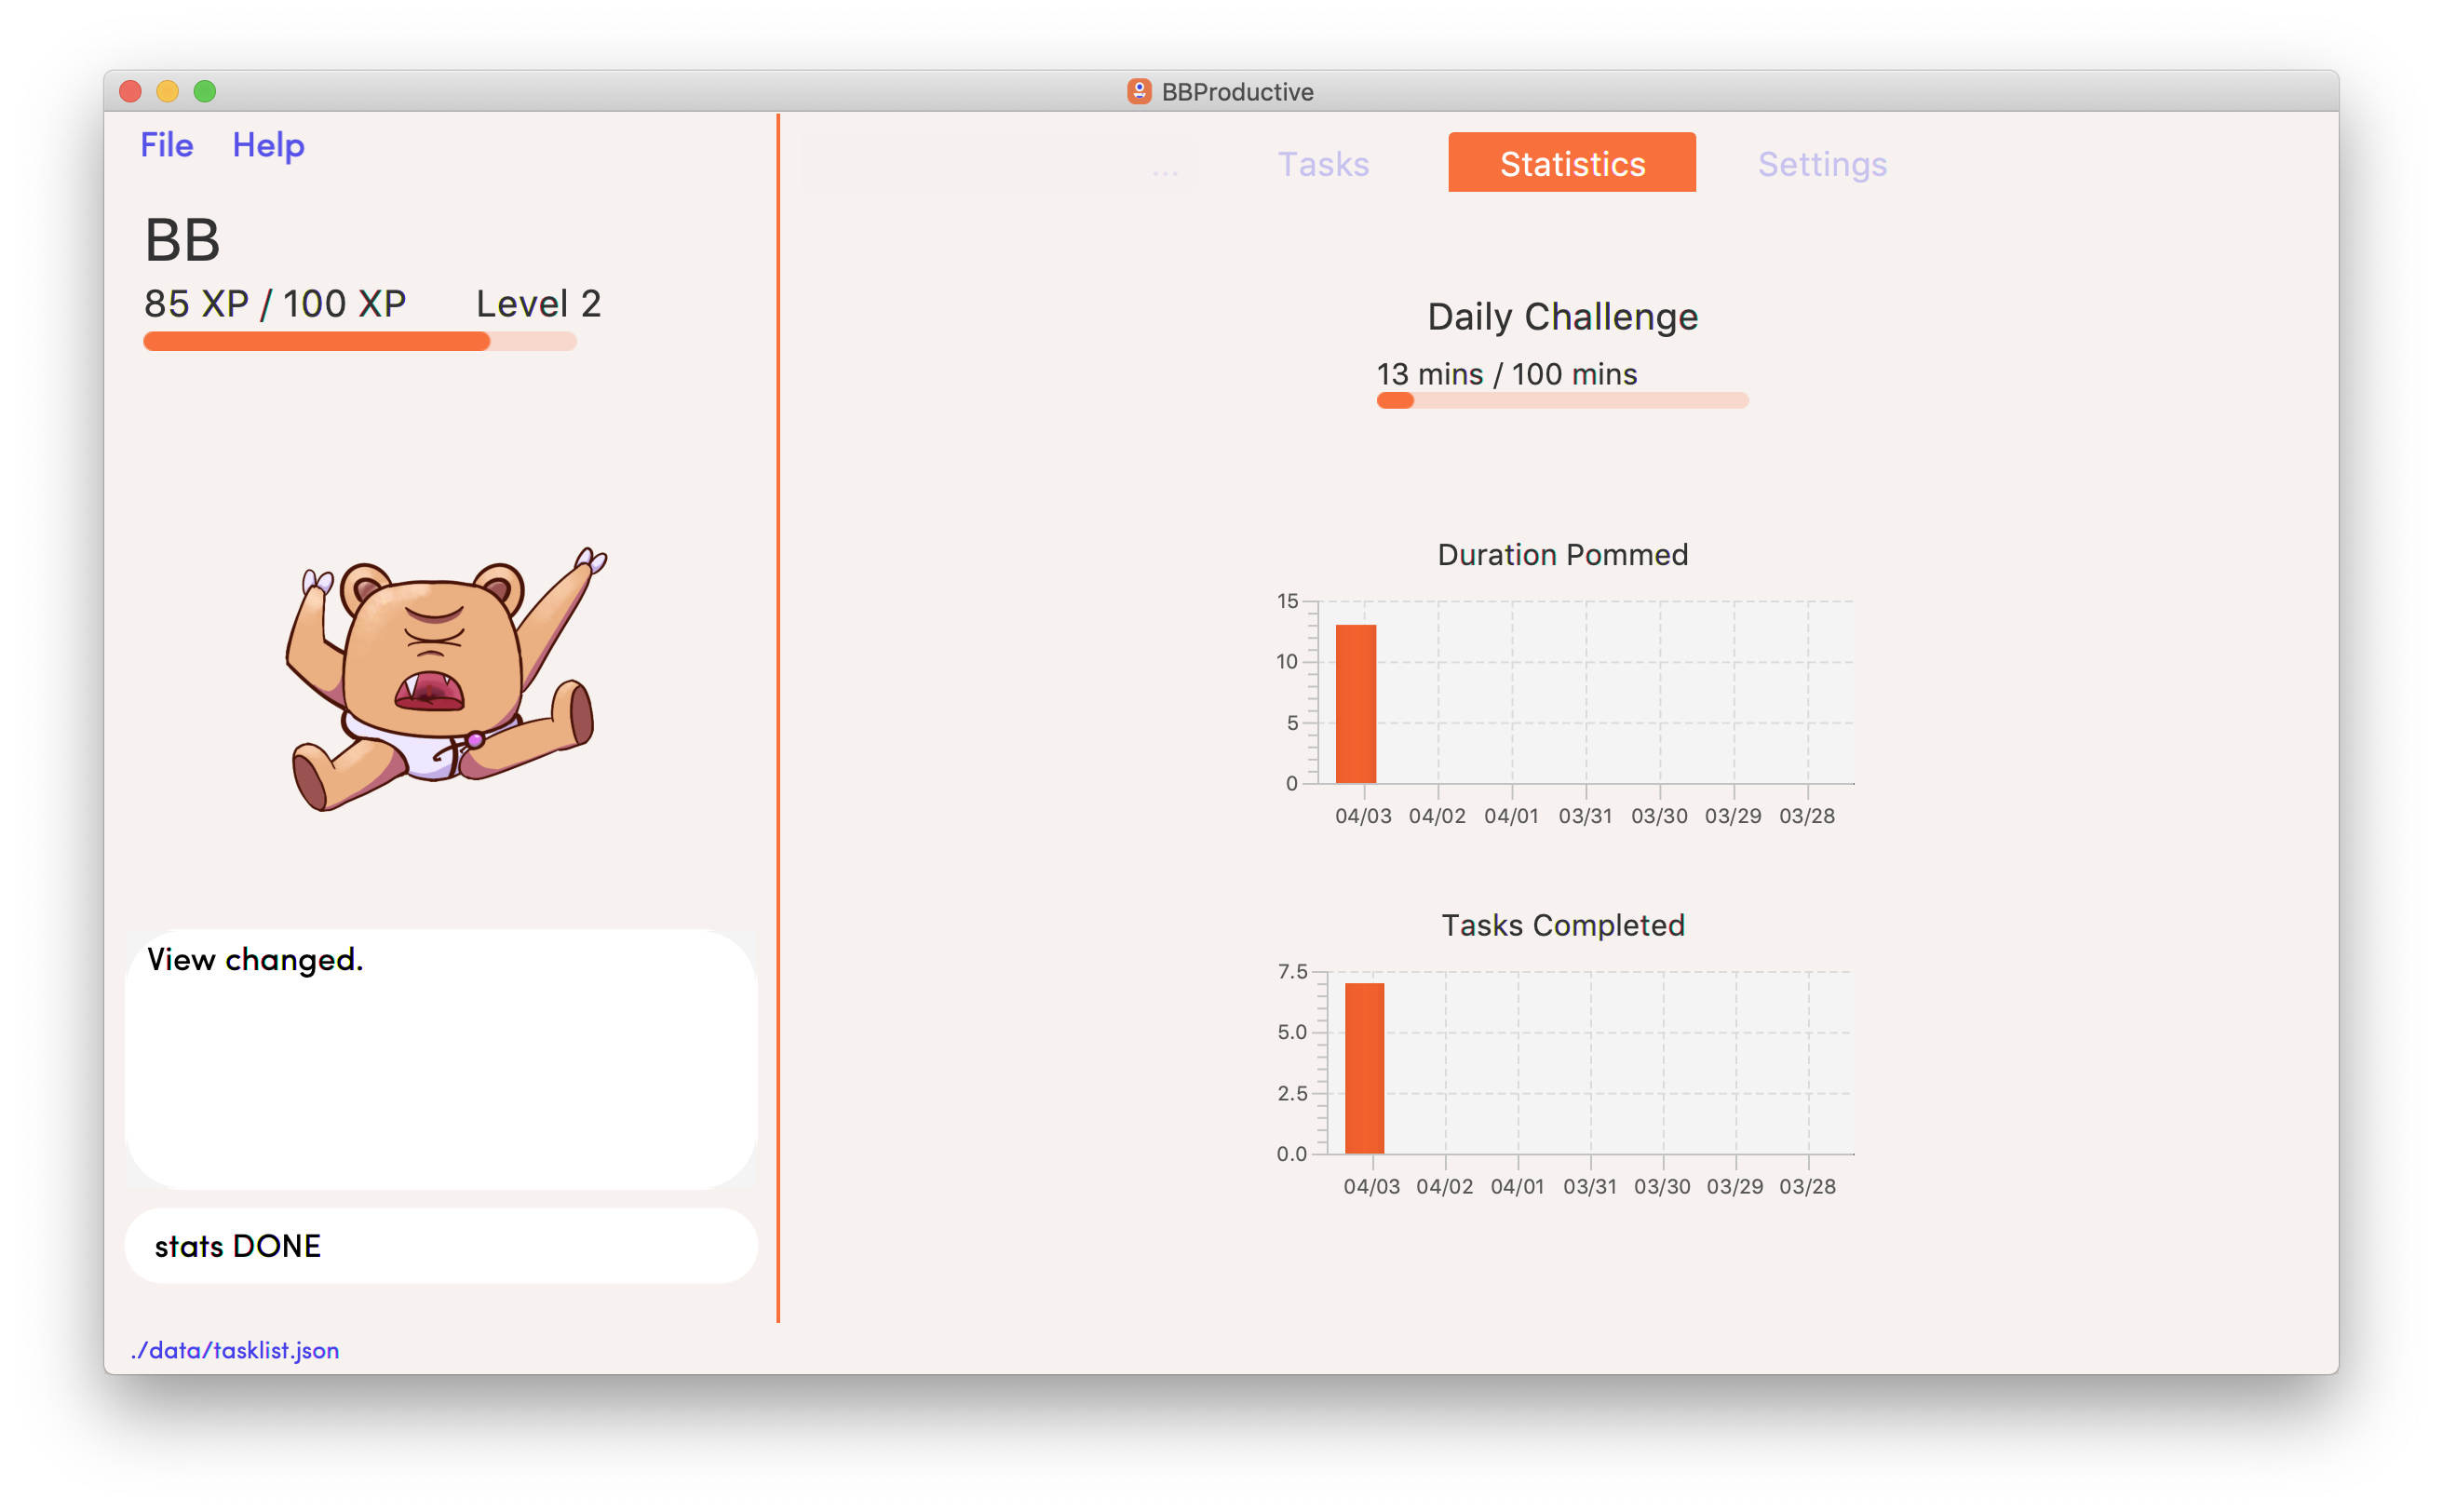 BBProductive
File Help
BB
85 XP / 100 XP Level 2
View changed.
stats DONE
./data/tasklist.json
... Tasks Statistics Settings
Daily Challenge
13 mins / 100 mins
Duration Pommed
15
10
5
0
04/03 04/02 04/01 03/31 03/30 03/29 03/28
Tasks Completed
7.5
5.0
2.5
0.0
04/03 04/02 04/01 03/31 03/30 03/29 03/28